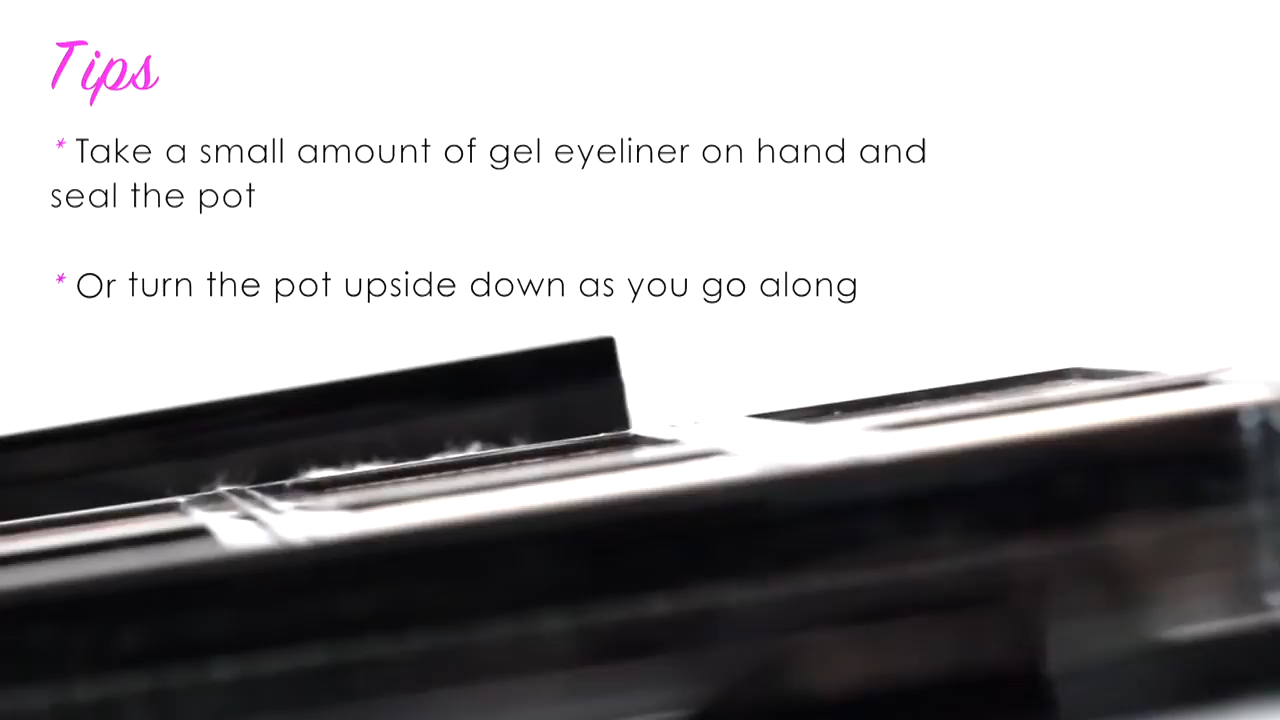 Tips
* Take a small amount of gel eyeliner on hand and
seal the pot
* Or turn the pot upside down as you go along